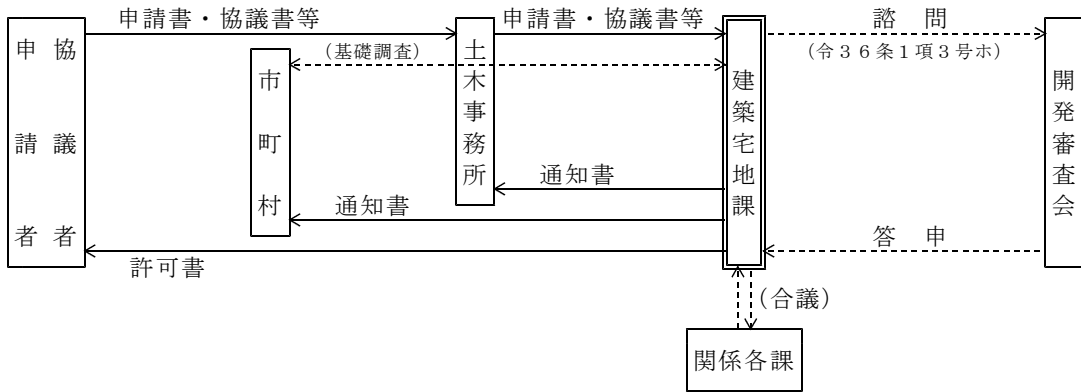 申請書・協議書等
申請書・協議書等
諮問
(基礎調査)
(令36条1項3号ホ)
申請者
協議者
市町村
土木事務所
建築宅地課
開発審査会
通知書
通知書
答申
許可書
(合議)
関係各課